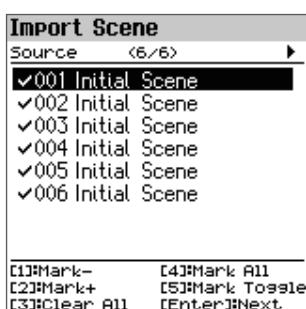 Import Scene
Source (6/6)
✓001 Initial Scene
✓002 Initial Scene
✓003 Initial Scene
✓004 Initial Scene
✓005 Initial Scene
✓006 Initial Scene
[1]:Mark- [4]:Mark All
[2]:Mark+ [5]:Mark Toggle
[3]:Clear All [Enter]:Next